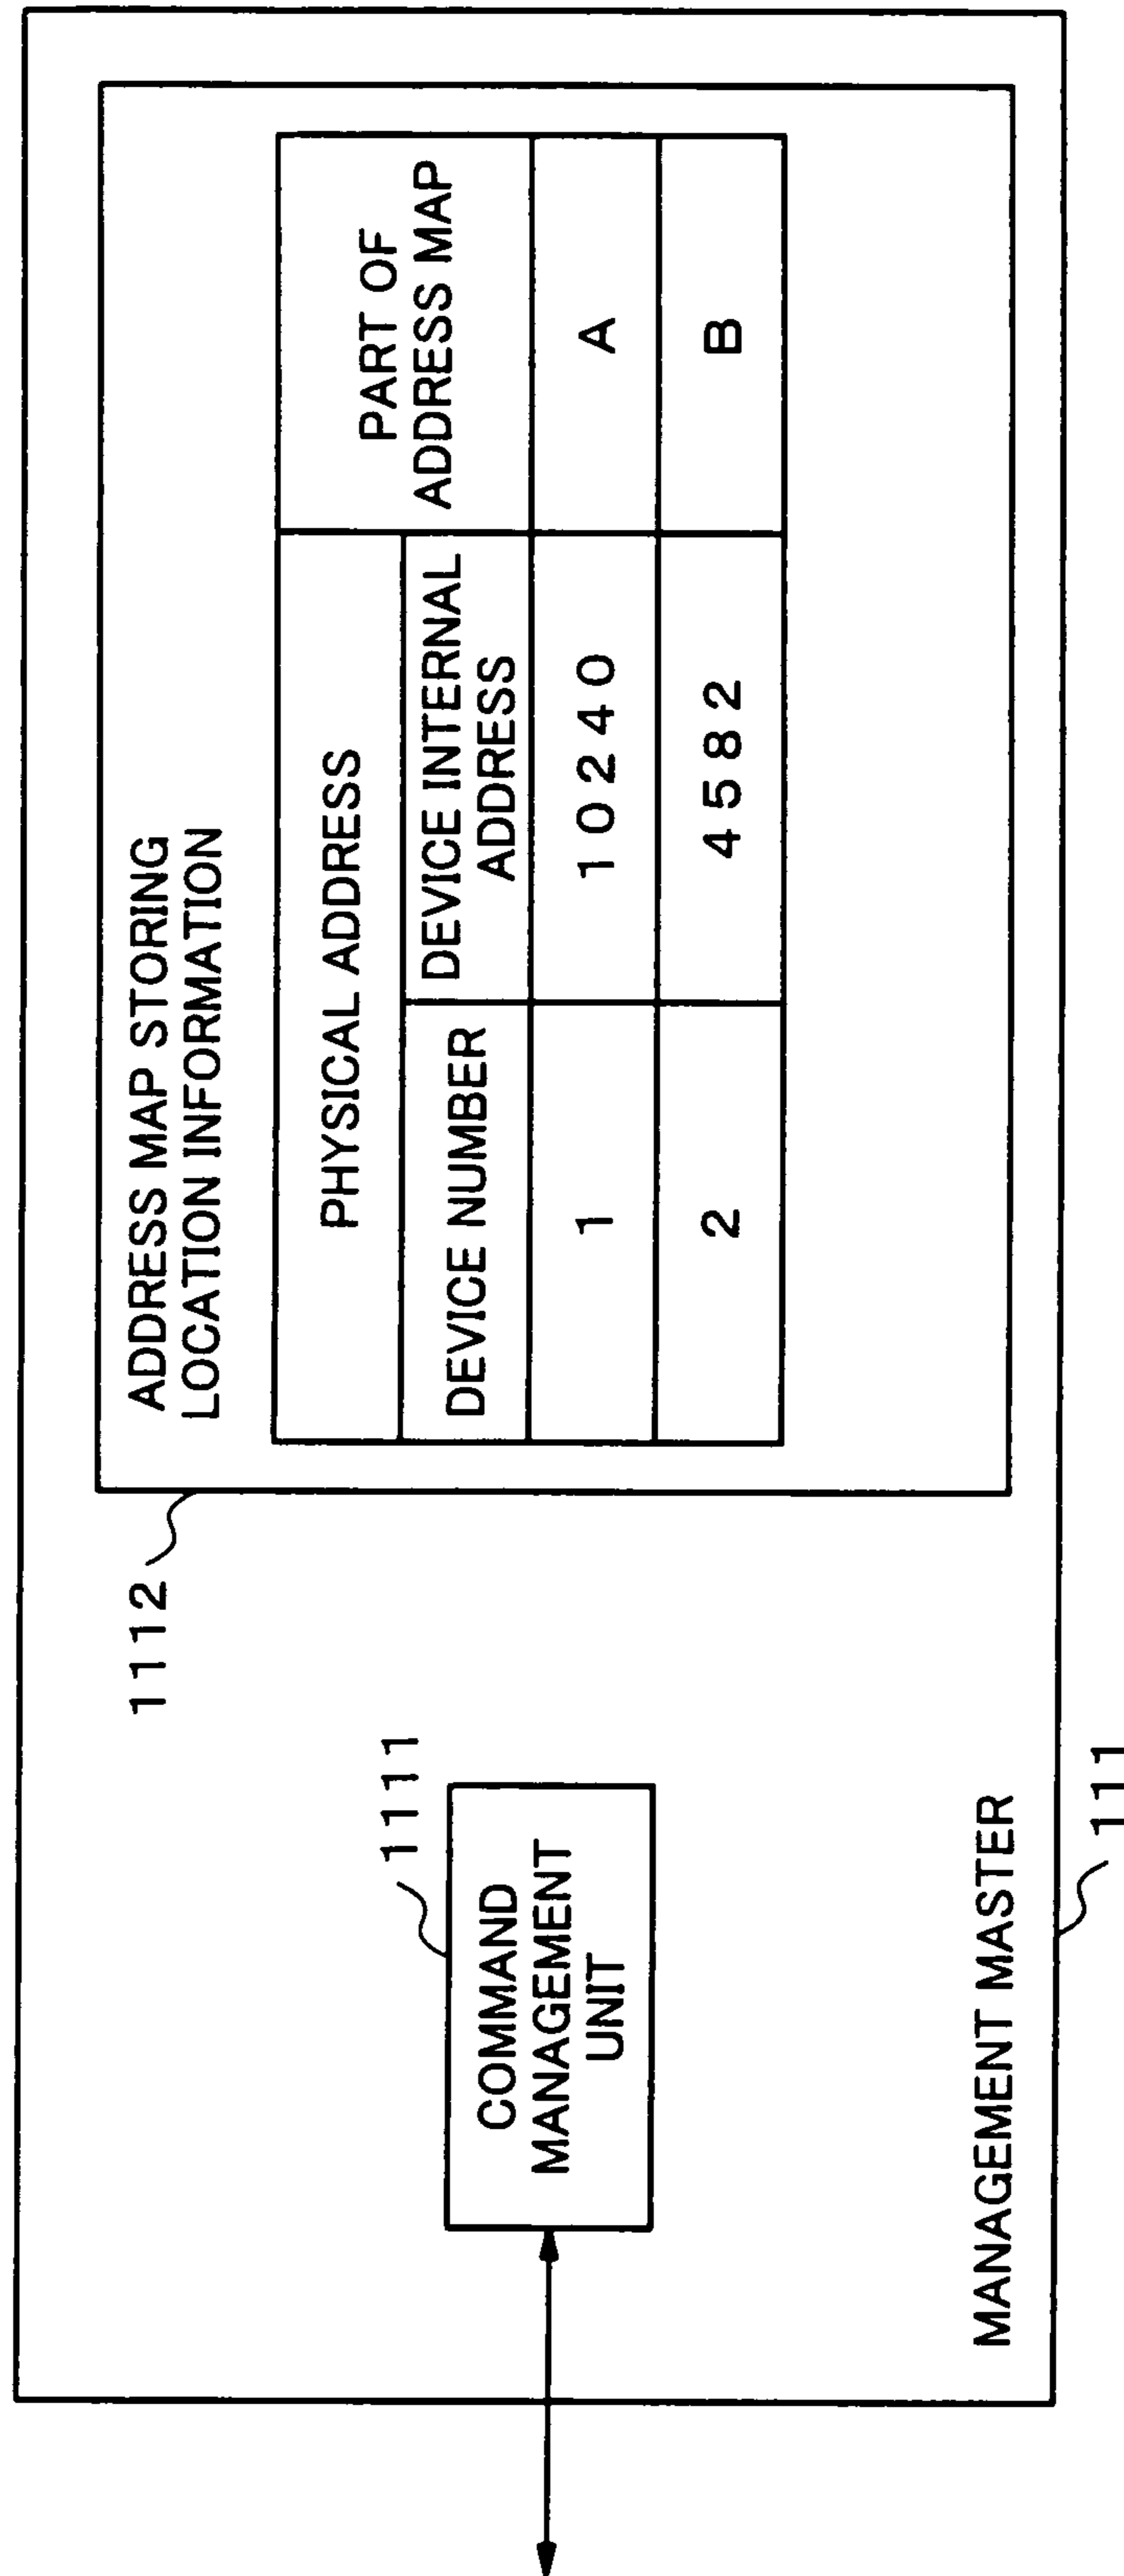 1112
ADDRESS MAP STORING
LOCATION INFORMATION
PHYSICAL ADDRESS
PART OF
ADDRESS MAP
DEVICE NUMBER
DEVICE INTERNAL
ADDRESS
1 10240 A
2 4582 B
1111
COMMAND
MANAGEMENT
UNIT
MANAGEMENT MASTER
111